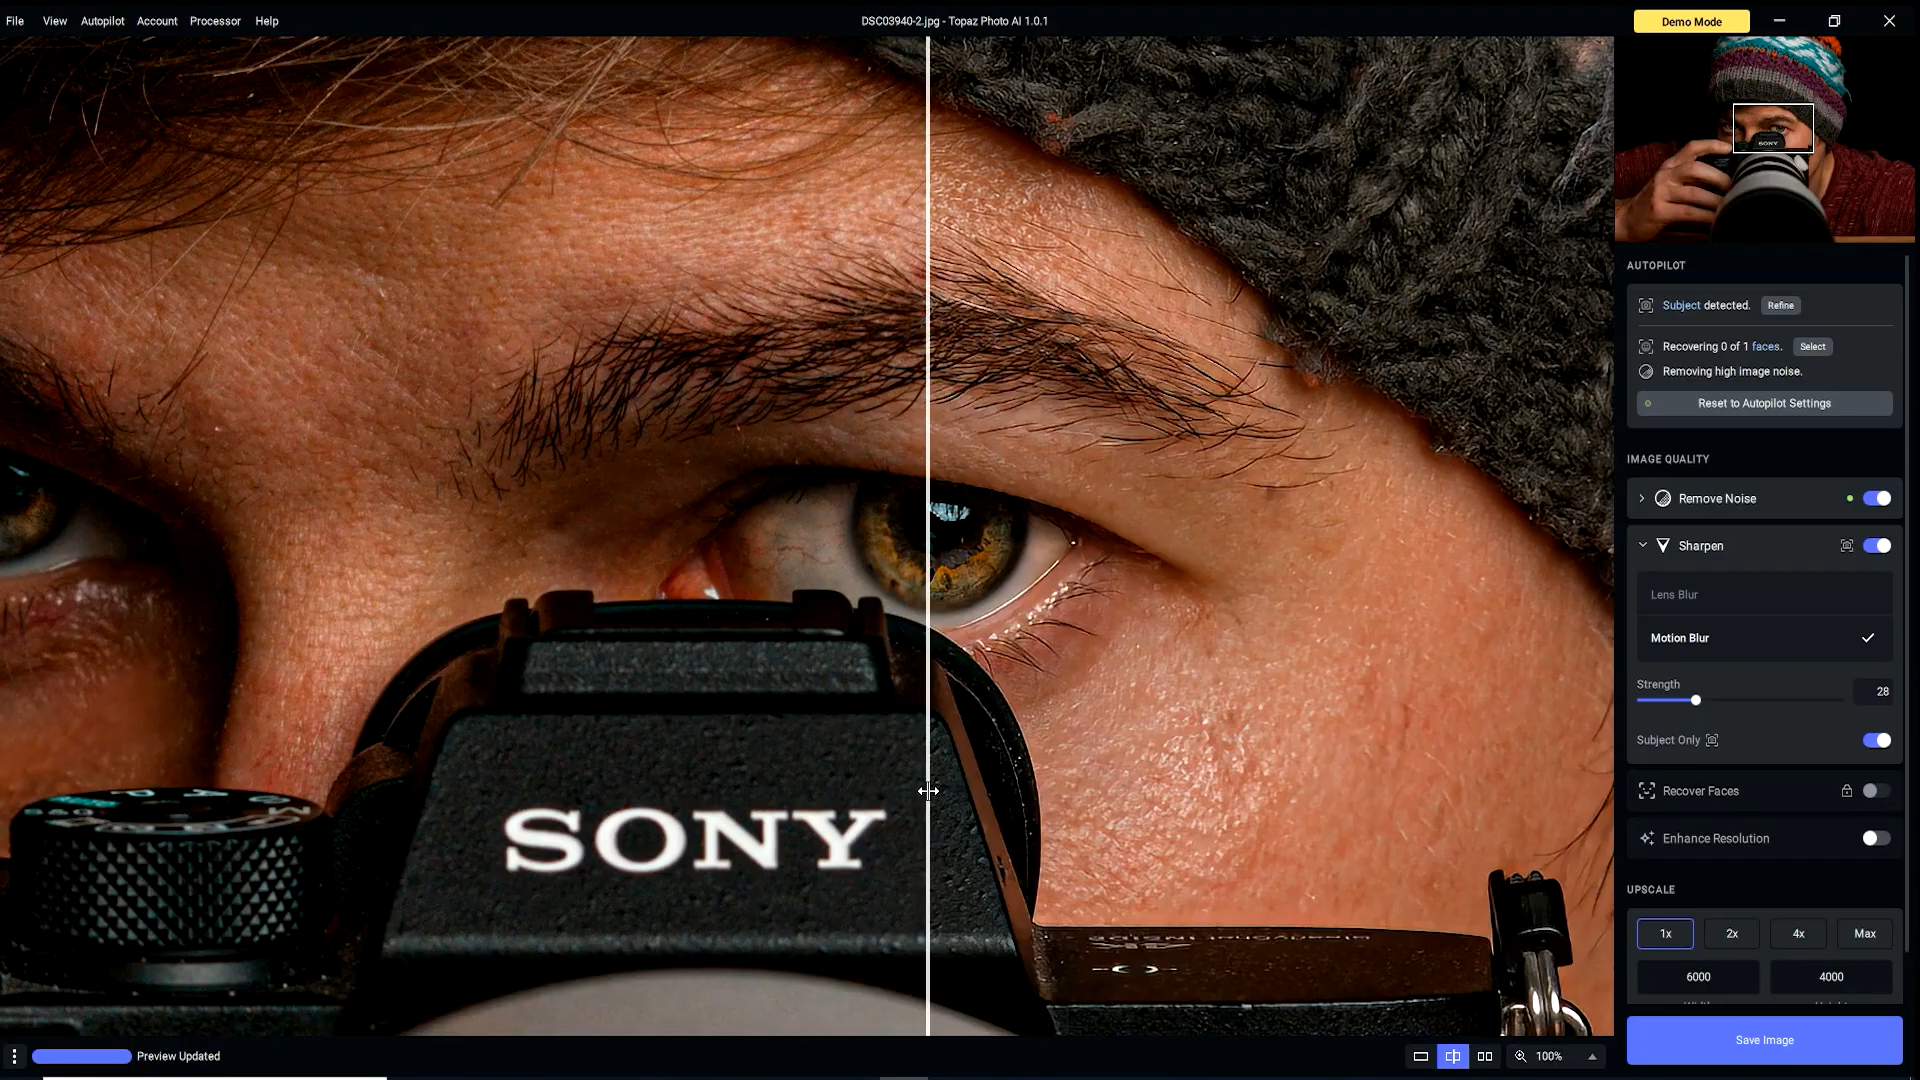 File View Autopilot Account Processor Help
DSC03940-2.jpg - Topaz Photo AI 1.0.1
Demo Mode
SONY
AUTOPILOT
Subject detected. Refine
Recovering 0 of 1 faces. Select
Removing high image noise.
Reset to Autopilot Settings
IMAGE QUALITY
Remove Noise
Sharpen
Lens Blur
Motion Blur
Strength
28
Subject Only
Recover Faces
Enhance Resolution
UPSCALE
1x 2x 4x Max
6000 4000
Save Image
SONY
Preview Updated
100%